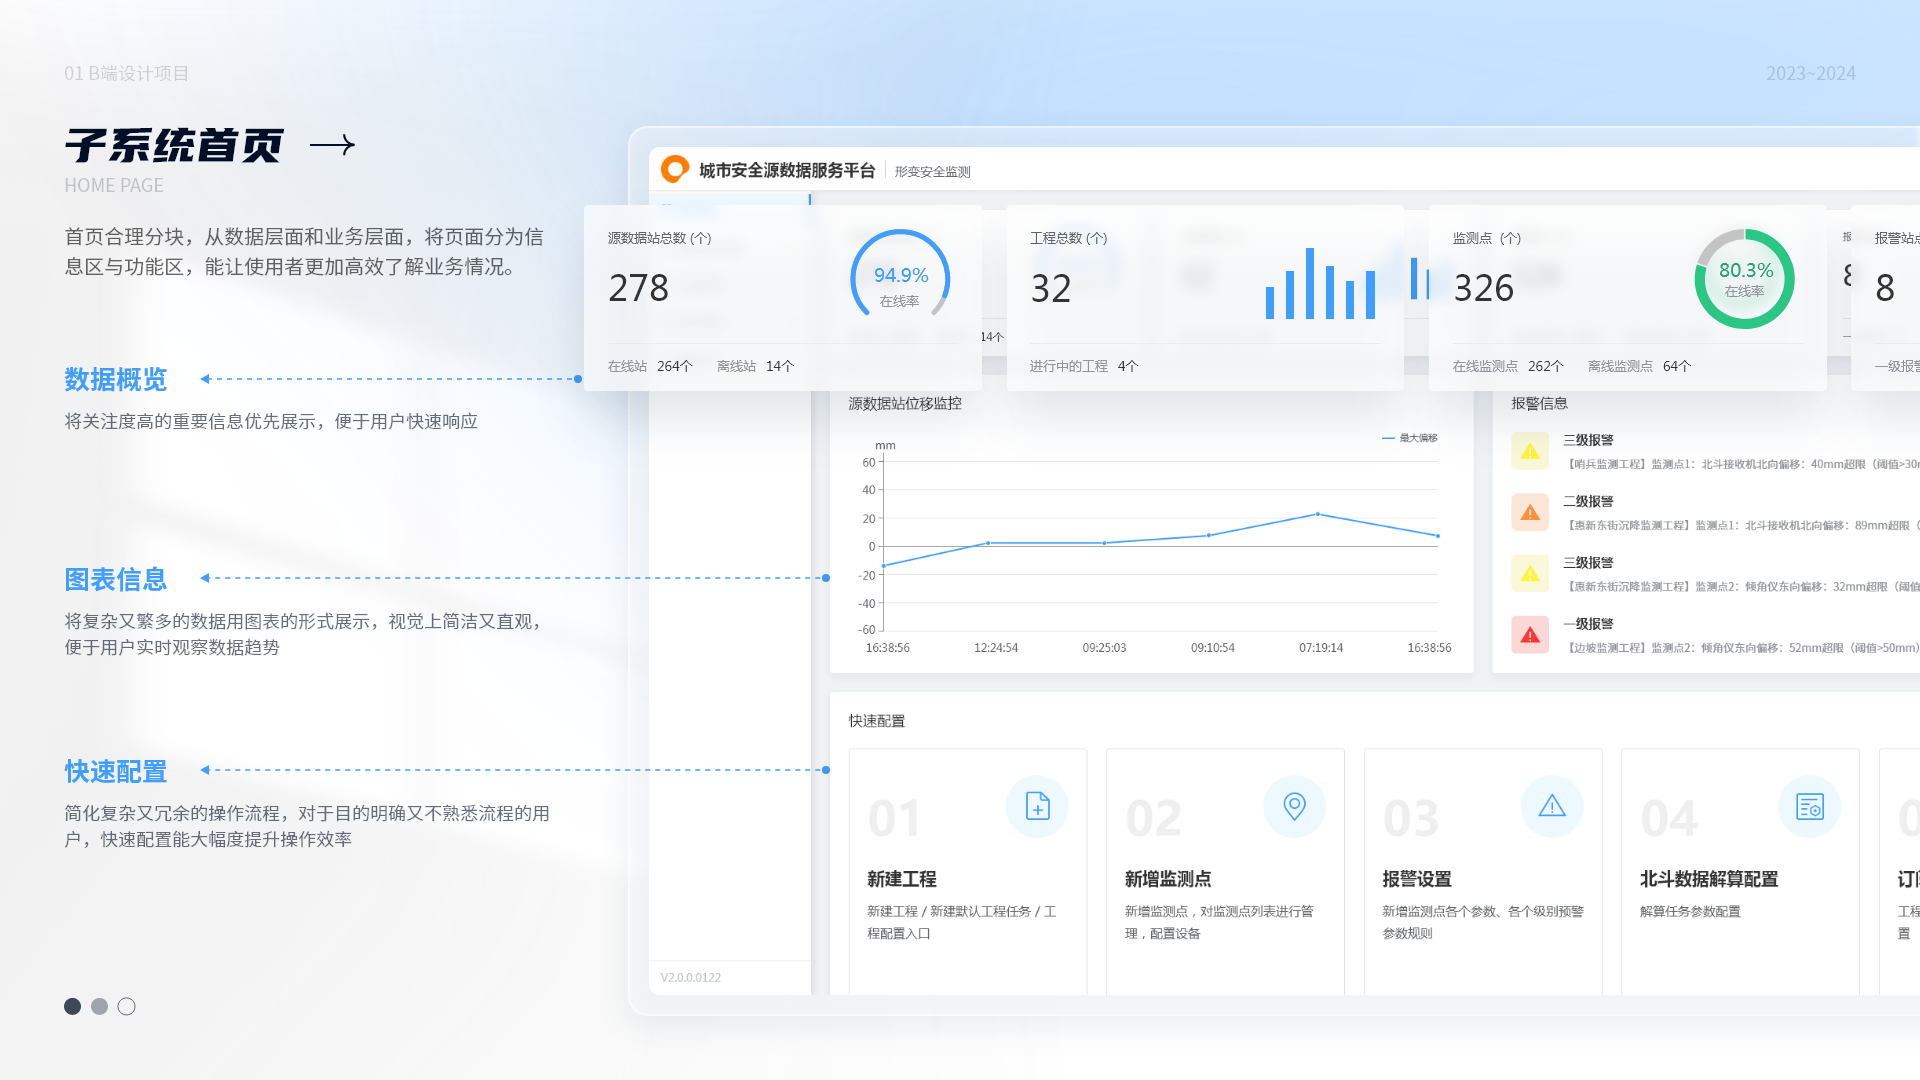 01 B端设计项目
2023~2024
子系统首页
HOME PAGE
首页合理分块，从数据层面和业务层面，将页面分为信
息区与功能区，能让使用者更加高效了解业务情况。
数据概览
将关注度高的重要信息优先展示，便于用户快速响应
图表信息
将复杂又繁多的数据用图表的形式展示，视觉上简洁又直观，
便于用户实时观察数据趋势
快速配置
简化复杂又冗余的操作流程，对于目的明确又不熟悉流程的用
户，快速配置能大幅度提升操作效率
城市安全源数据服务平台
形变安全监测
源数据站总数 (个)
278
94.9%
在线率
在线站 264个 离线站 14个
14个
工程总数 (个)
32
进行中的工程 4个
监测点 (个)
326
80.3%
在线率
在线监测点 262个 离线监测点 64个
报
8
报警站点
8
一级报警
源数据站位移监控
最大偏移
mm
60
40
20
0
-20
-40
-60
16:38:56 12:24:54 09:25:03 09:10:54 07:19:14 16:38:56
报警信息
三级报警
【哨兵监测工程】监测点1：北斗接收机北向偏移：40mm超限（阈值>30m
二级报警
【惠新东街沉降监测工程】监测点1：北斗接收机北向偏移：89mm超限（
三级报警
【惠新东街沉降监测工程】监测点2：倾角仪东向偏移：32mm超限（阈值
一级报警
【边坡监测工程】监测点2：倾角仪东向偏移：52mm超限（阈值>50mm）
快速配置
01
新建工程
新建工程 / 新建默认工程任务 / 工
程配置入口
02
新增监测点
新增监测点，对监测点列表进行管
理，配置设备
03
报警设置
新增监测点各个参数、各个级别预警
参数规则
04
北斗数据解算配置
解算任务参数配置
0
订阅
工程
置
V2.0.0.0122